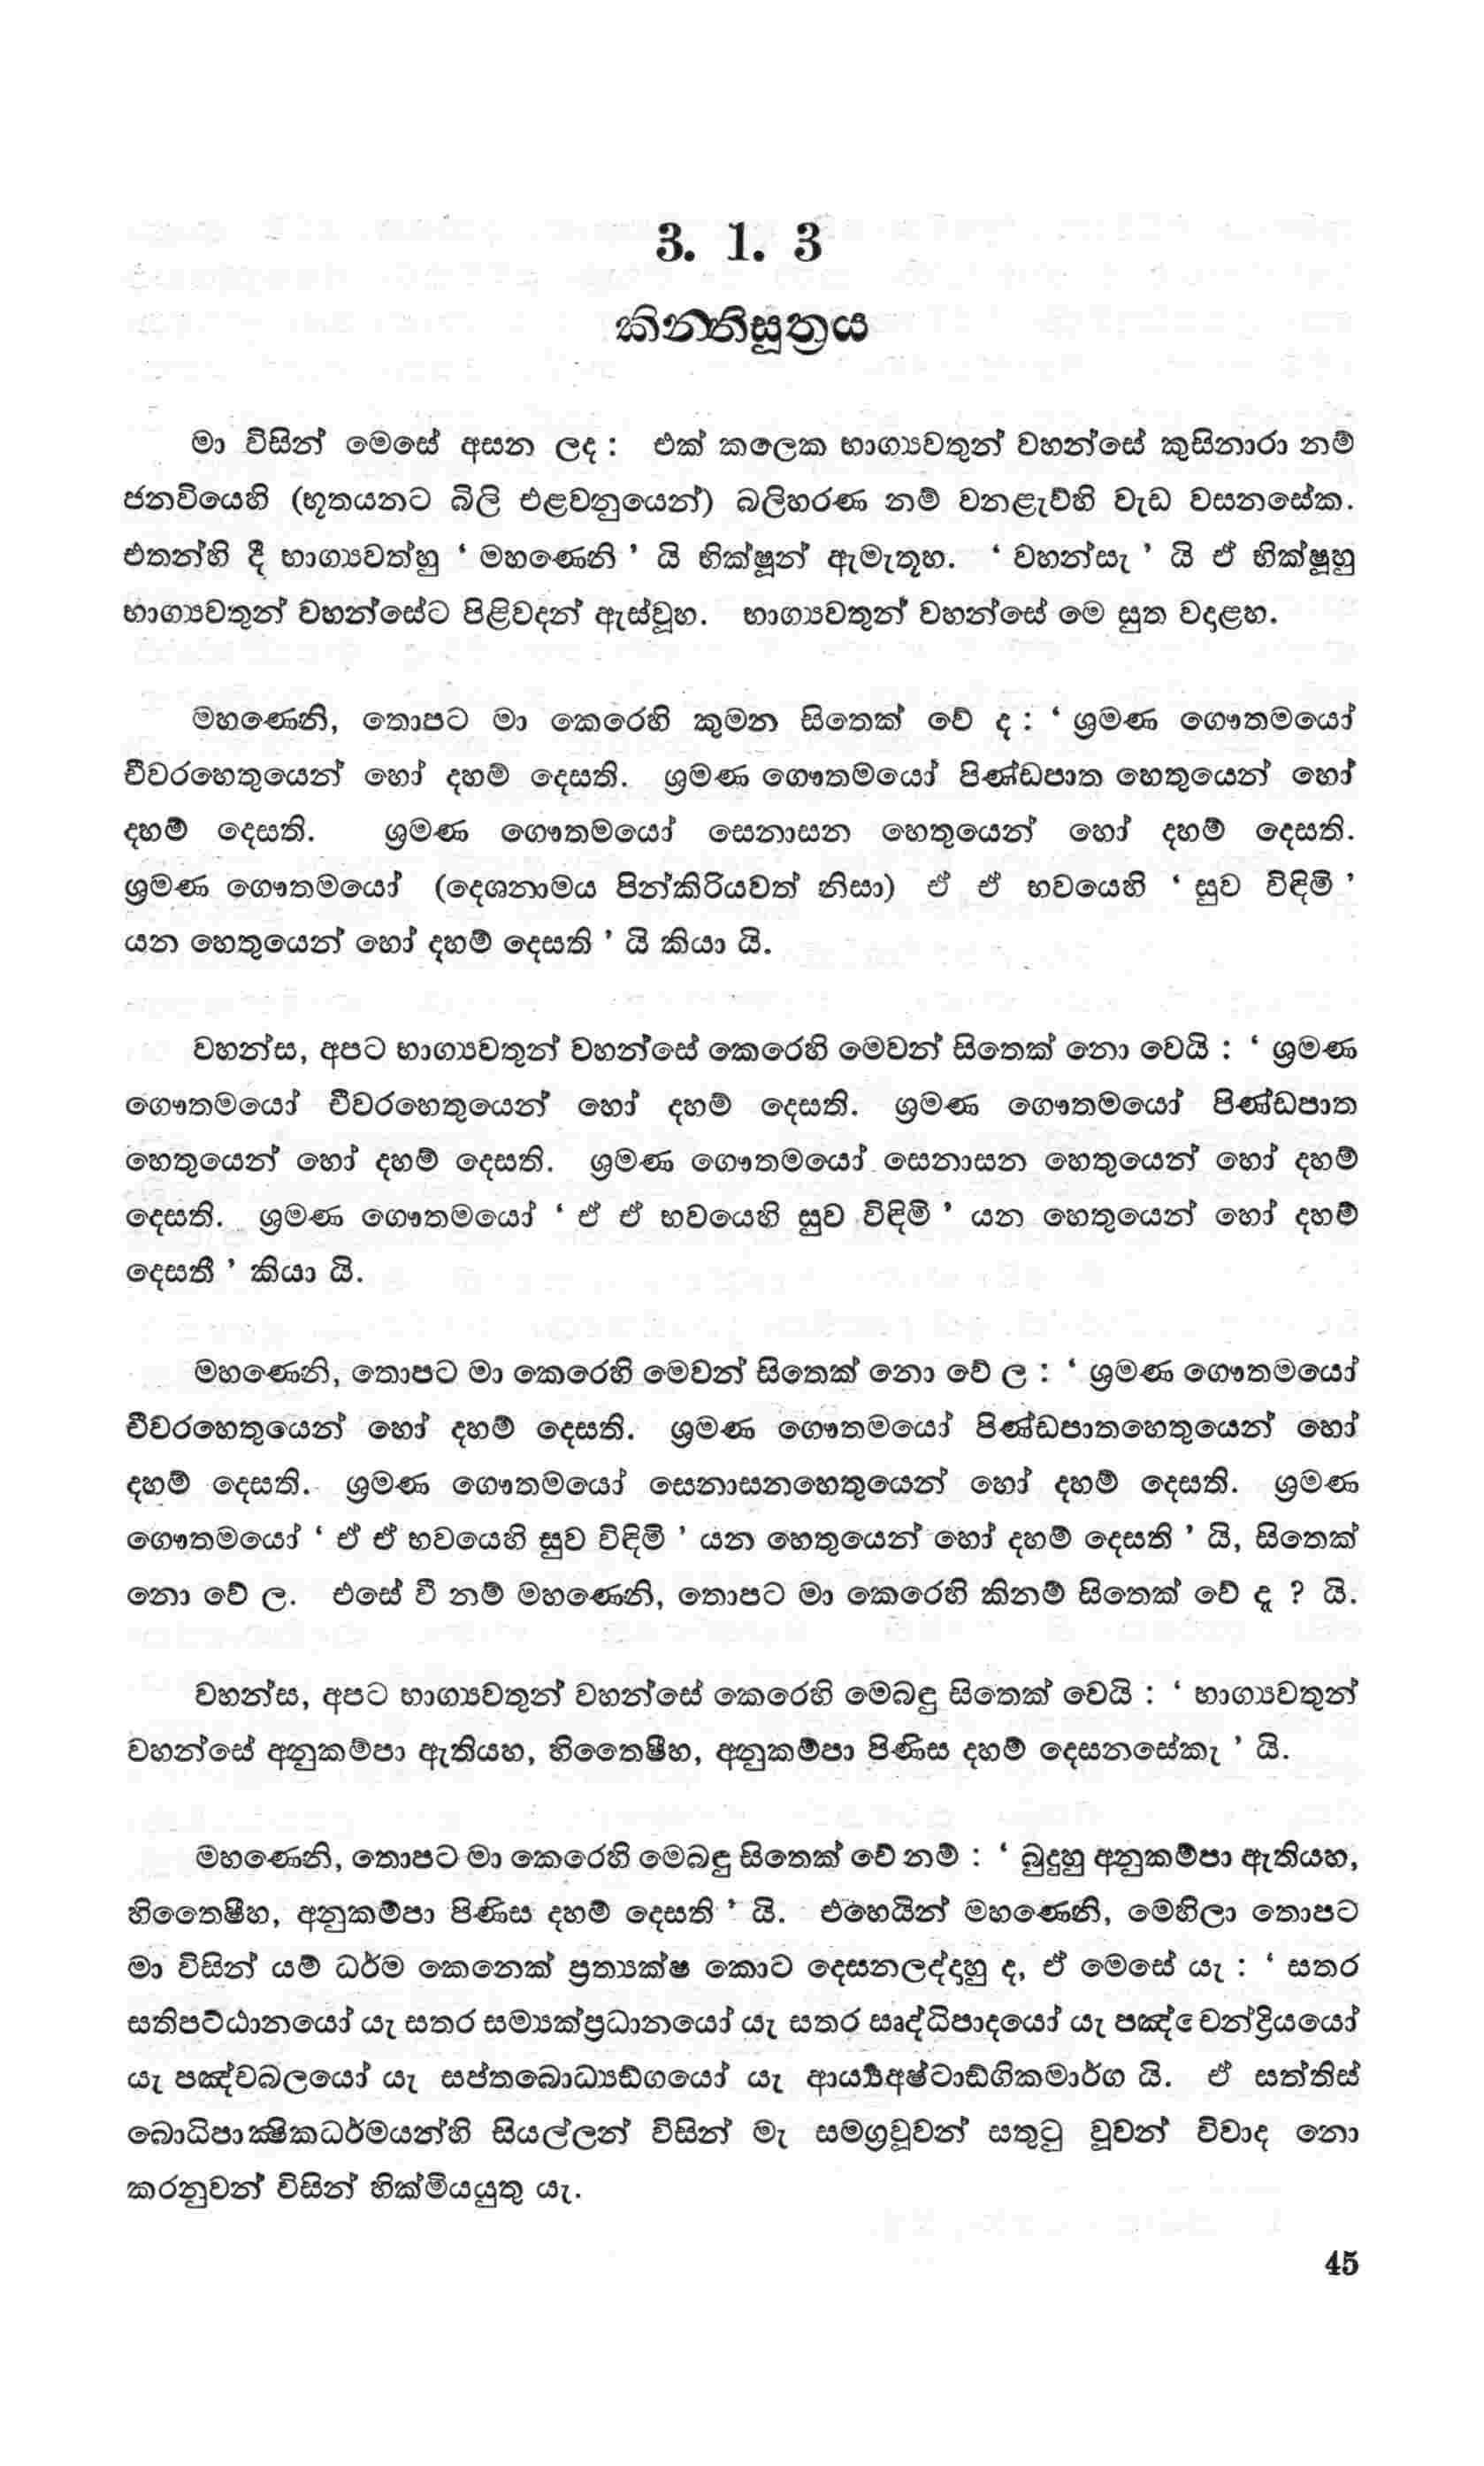 3. 1. 3
කින්තිසූත්‍රය
මා විසින් මෙසේ අසන ලද : එක් කලෙක භාග්‍යවතුන් වහන්සේ කුසිනාරා නම්
ජනවියෙහි (භූතයනට බිලි එළවනුයෙන්) බලිහරණ නම් වනළැව්හි වැඩ වසනසේක.
එතන්හි දී භාග්‍යවත්හු ‘ මහණෙනි ’ යි භික්ෂූන් ඇමැතූහ. ‘ වහන්සැ ’ යි ඒ භික්ෂූහු
භාග්‍යවතුන් වහන්සේට පිළිවදන් ඇස්වූහ. භාග්‍යවතුන් වහන්සේ මෙ සුත වදාළහ.
මහණෙනි, තොපට මා කෙරෙහි කුමන සිතෙක් වේ ද : ‘ ශ්‍රමණ ගෞතමයෝ
චීවරහෙතුයෙන් හෝ දහම් දෙසති. ශ්‍රමණ ගෞතමයෝ පිණ්ඩපාත හෙතුයෙන් හෝ
දහම් දෙසති. ශ්‍රමණ ගෞතමයෝ සෙනාසන හෙතුයෙන් හෝ දහම් දෙසති.
ශ්‍රමණ ගෞතමයෝ (දෙශනාමය පින්කිරියවත් නිසා) ඒ ඒ භවයෙහි ‘ සුව විඳිමි ’
යන හෙතුයෙන් හෝ දහම් දෙසති ’ යි කියා යි.
වහන්ස, අපට භාග්‍යවතුන් වහන්සේ කෙරෙහි මෙවන් සිතෙක් නො වෙයි : ‘ ශ්‍රමණ
ගෞතමයෝ චීවරහෙතුයෙන් හෝ දහම් දෙසති. ශ්‍රමණ ගෞතමයෝ පිණ්ඩපාත
හෙතුයෙන් හෝ දහම් දෙසති. ශ්‍රමණ ගෞතමයෝ සෙනාසන හෙතුයෙන් හෝ දහම්
දෙසති. ශ්‍රමණ ගෞතමයෝ ‘ ඒ ඒ භවයෙහි සුව විඳිමි ’ යන හෙතුයෙන් හෝ දහම්
දෙසතී ’ කියා යි.
මහණෙනි, තොපට මා කෙරෙහි මෙවන් සිතෙක් නො වේ ල : ‘ ශ්‍රමණ ගෞතමයෝ
චීවරහෙතුයෙන් හෝ දහම් දෙසති. ශ්‍රමණ ගෞතමයෝ පිණ්ඩපාතහෙතුයෙන් හෝ
දහම් දෙසති. ශ්‍රමණ ගෞතමයෝ සෙනාසනහෙතුයෙන් හෝ දහම් දෙසති. ශ්‍රමණ
ගෞතමයෝ ‘ ඒ ඒ භවයෙහි සුව විඳිමි ’ යන හෙතුයෙන් හෝ දහම් දෙසති ’ යි, සිතෙක්
නො වේ ල. එසේ වී නම් මහණෙනි, තොපට මා කෙරෙහි කිනම් සිතෙක් වේ ද ? යි.
වහන්ස, අපට භාග්‍යවතුන් වහන්සේ කෙරෙහි මෙබඳු සිතෙක් වෙයි : ‘ භාග්‍යවතුන්
වහන්සේ අනුකම්පා ඇතියහ, හිතෛෂීහ, අනුකම්පා පිණිස දහම් දෙසනසේකැ ’ යි.
මහණෙනි, තොපට මා කෙරෙහි මෙබඳු සිතෙක් වේ නම් : ‘ බුදුහු අනුකම්පා ඇතියහ,
හිතෛෂීහ, අනුකම්පා පිණිස දහම් දෙසති ’ යි. එහෙයින් මහණෙනි, මෙහිලා තොපට
මා විසින් යම් ධර්ම කෙනෙක් ප්‍රත්‍යක්ෂ කොට දෙසනලද්දාහු ද, ඒ මෙසේ යැ : ‘ සතර
සතිපට්ඨානයෝ යැ සතර සම්‍යක්ප්‍රධානයෝ යැ සතර සෘද්ධිපාදයෝ යැ පඤ්චෙන්ද්‍රියයෝ
යැ පඤ්චබලයෝ යැ සප්තබොධ්‍යඞ්ගයෝ යැ ආර්‍ය්‍යඅෂ්ටාඞ්ගිකමාර්ග යි. ඒ සත්තිස්
බොධිපාක්‍ෂිකධර්මයන්හි සියල්ලන් විසින් මැ සමග්‍රවූවන් සතුටු වූවන් විවාද නො
කරනුවන් විසින් හික්මියයුතු යැ.
45